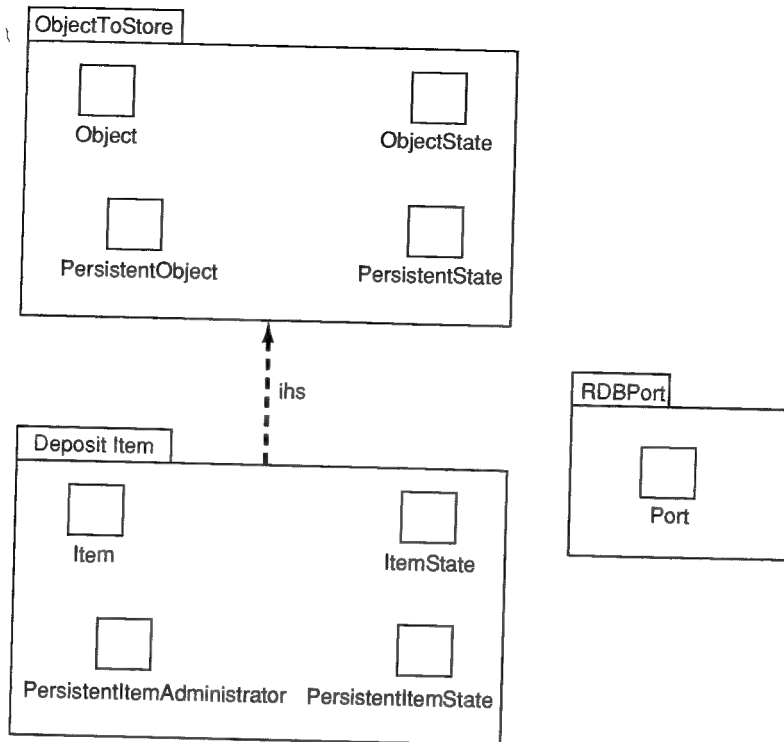 ObjectToStore
Object
ObjectState
PersistentObject
PersistentState
ihs
RDBPort
Port
Deposit Item
Item
ItemState
PersistentItemAdministrator
PersistentItemState